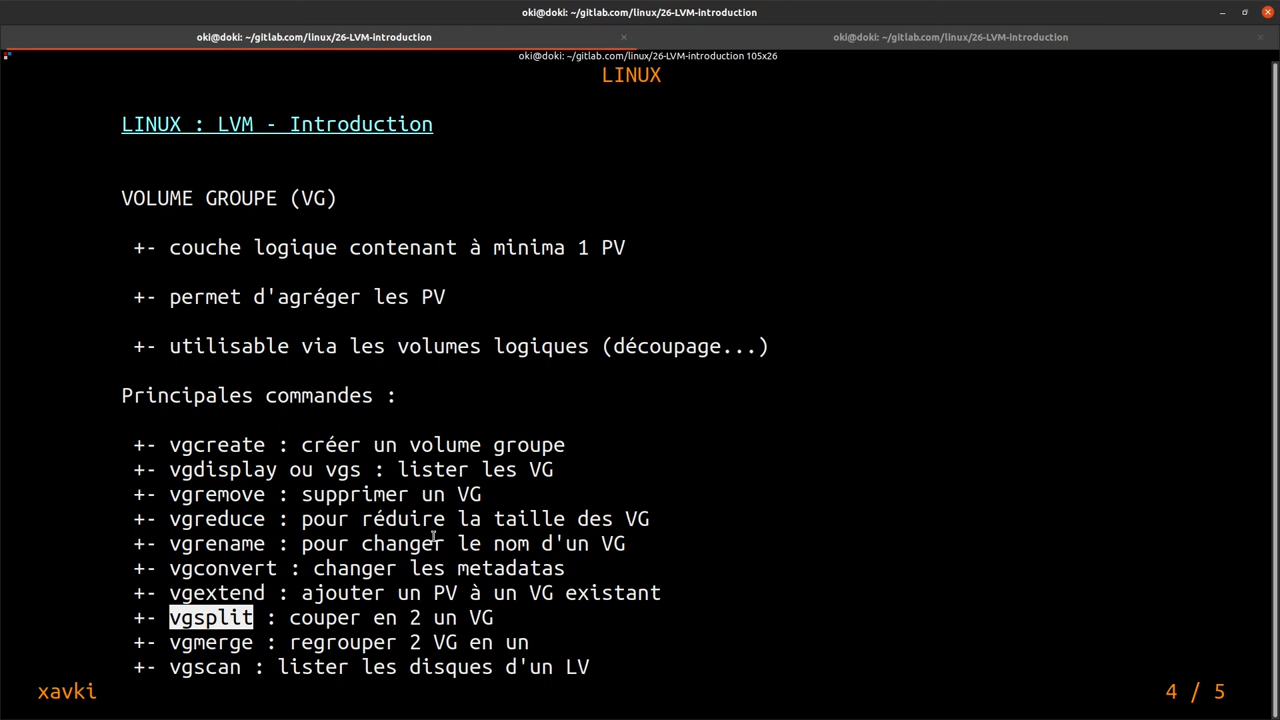 oki@doki: ~/gitlab.com/linux/26-LVM-introduction
oki@doki: ~/gitlab.com/linux/26-LVM-introduction
oki@doki: ~/gitlab.com/linux/26-LVM-introduction
oki@doki: ~/gitlab.com/linux/26-LVM-introduction 105x26
LINUX
LINUX : LVM - Introduction
VOLUME GROUPE (VG)
+- couche logique contenant à minima 1 PV
+- permet d'agréger les PV
+- utilisable via les volumes logiques (découpage...)
Principales commandes :
+- vgcreate : créer un volume groupe
+- vgdisplay ou vgs : lister les VG
+- vgremove : supprimer un VG
+- vgreduce : pour réduire la taille des VG
+- vgrename : pour changer le nom d'un VG
+- vgconvert : changer les metadatas
+- vgextend : ajouter un PV à un VG existant
+- vgsplit : couper en 2 un VG
+- vgmerge : regrouper 2 VG en un
+- vgscan : lister les disques d'un LV
xavki
4 / 5